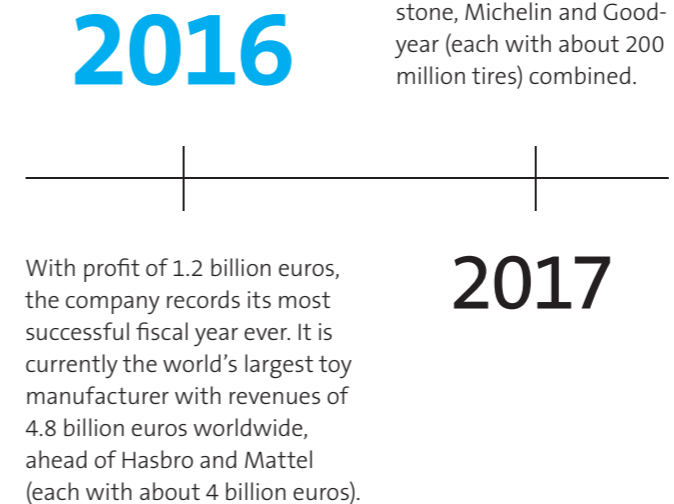 2016
With profit of 1.2 billion euros,
the company records its most
successful fiscal year ever. It is
currently the world’s largest toy
manufacturer with revenues of
4.8 billion euros worldwide,
ahead of Hasbro and Mattel
(each with about 4 billion euros).
stone, Michelin and Good-
year (each with about 200
million tires) combined.
2017